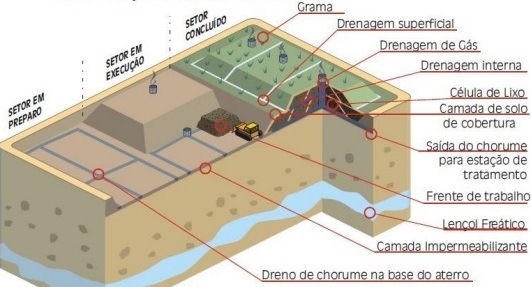 Grama
SETOR
CONCLUÍDO
Drenagem superficial
Drenagem de Gás
SETOR EM
EXECUÇÃO
Drenagem interna
Célula de Lixo
Camada de solo
de cobertura
SETOR EM
PREPARO
Saída do chorume
para estação de
tratamento
Frente de trabalho
Lençol Freático
Camada Impermeabilizante
Dreno de chorume na base do aterro